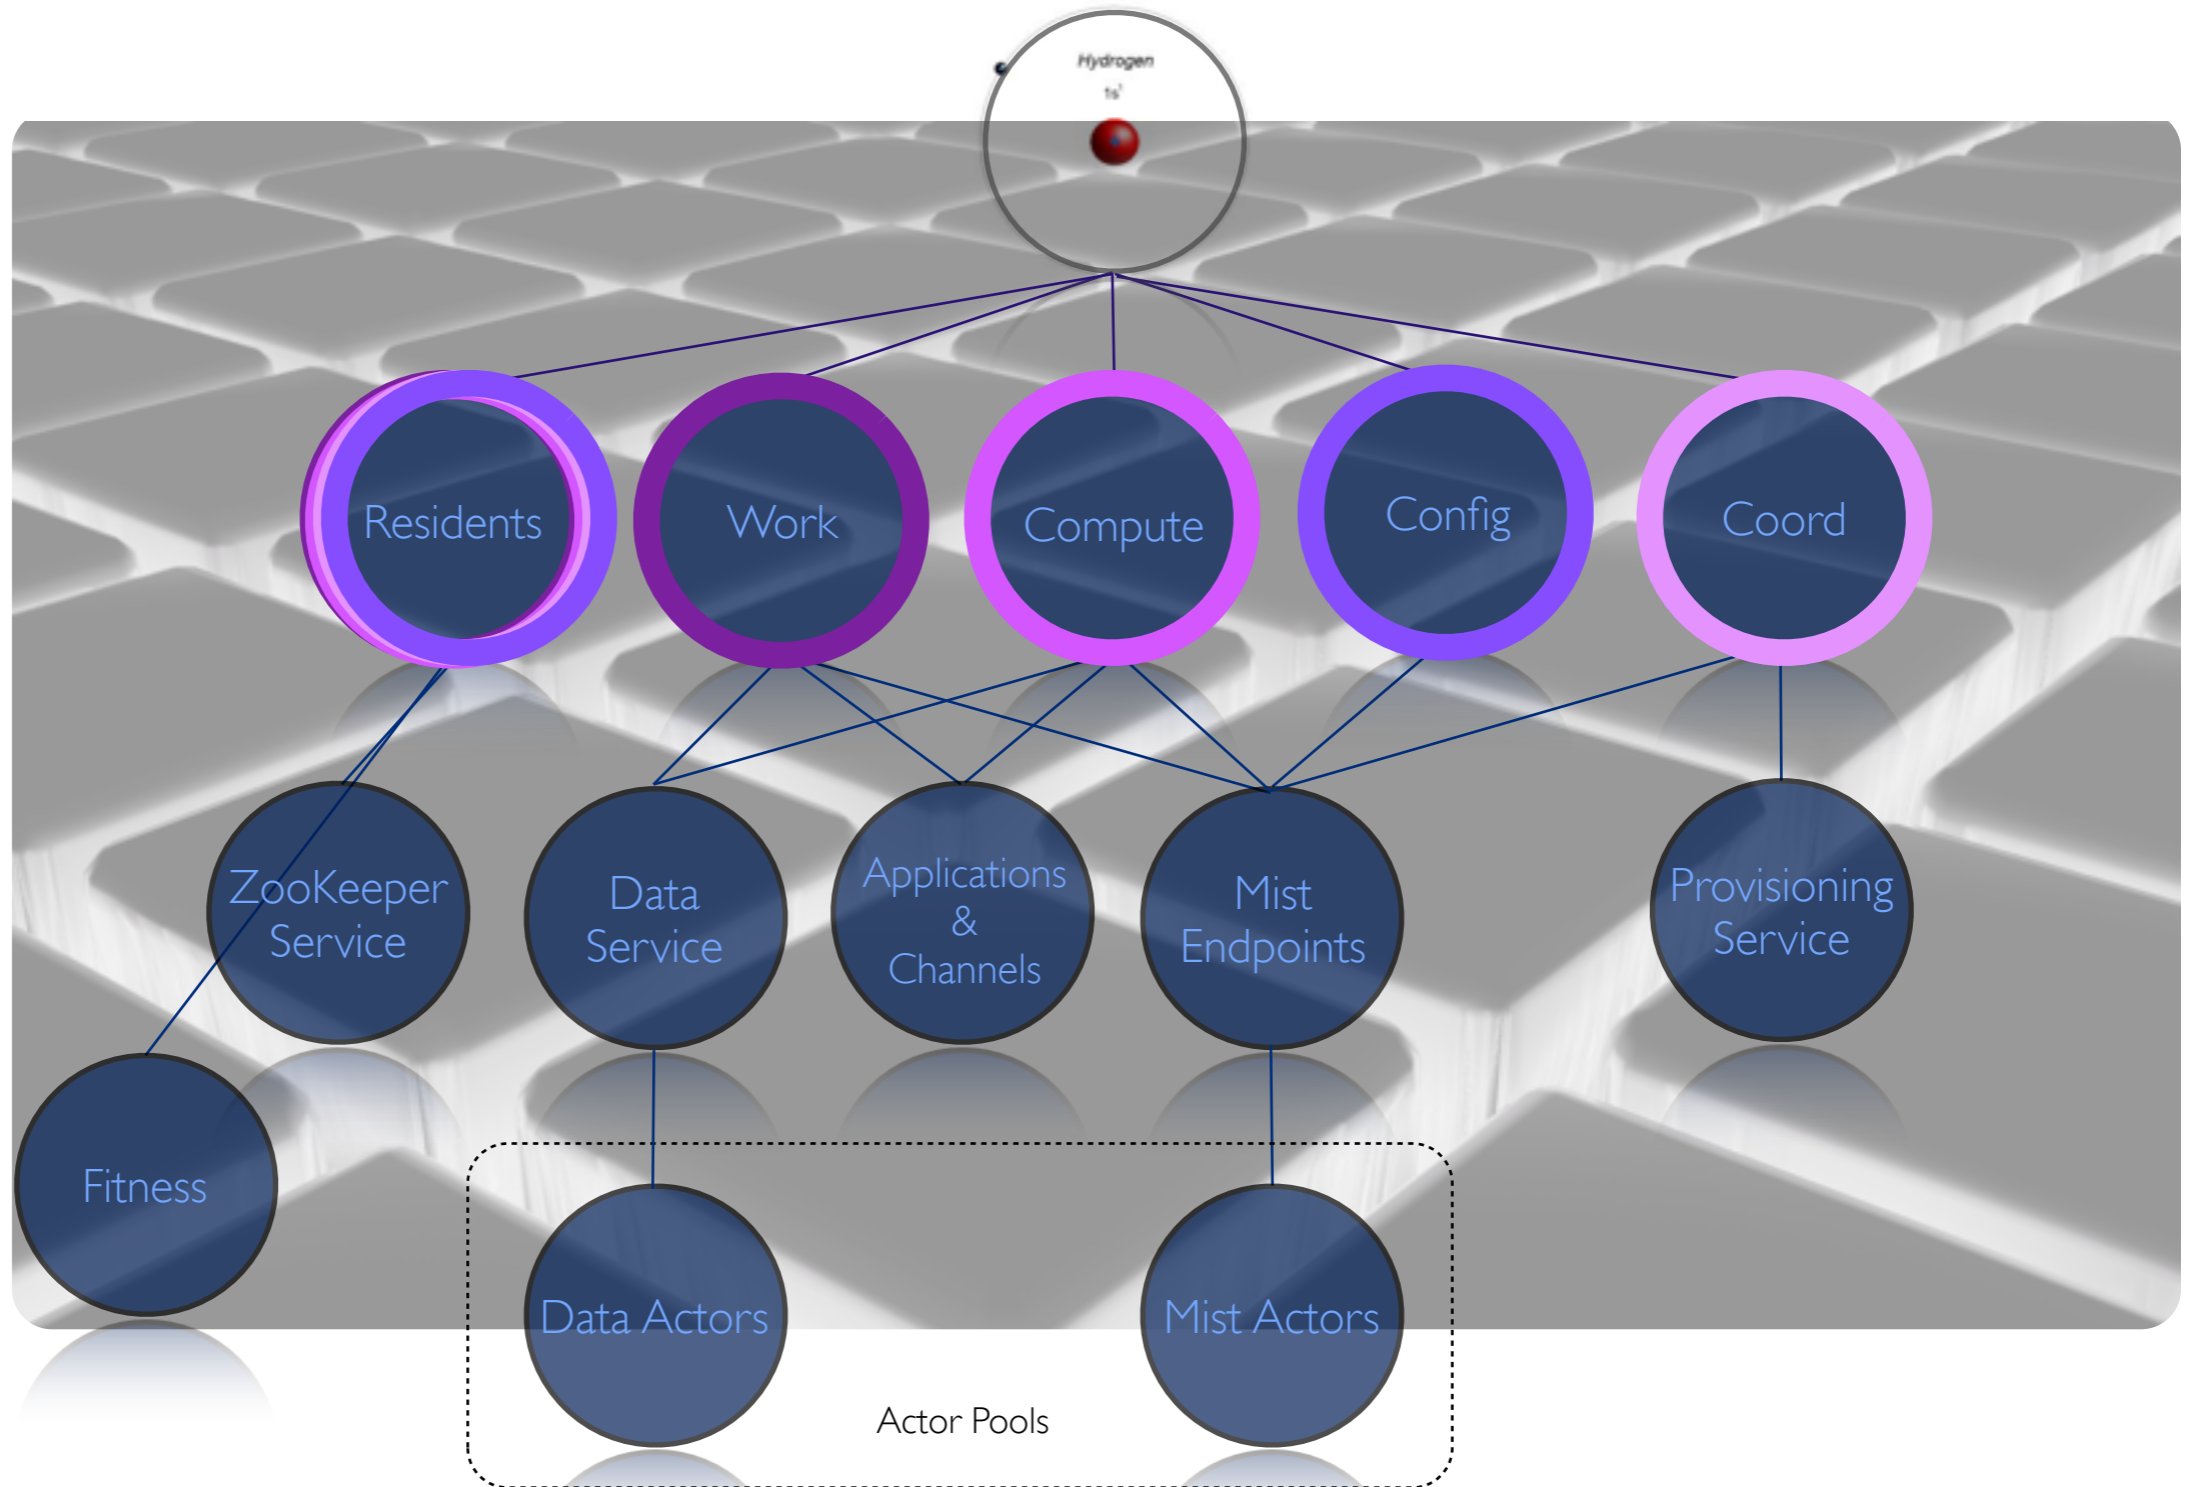 Hydrogen
1s¹
Residents
Work
Compute
Config
Coord
ZooKeeper
Service
Data
Service
Applications
&
Channels
Mist
Endpoints
Provisioning
Service
Fitness
Data Actors
Mist Actors
Actor Pools